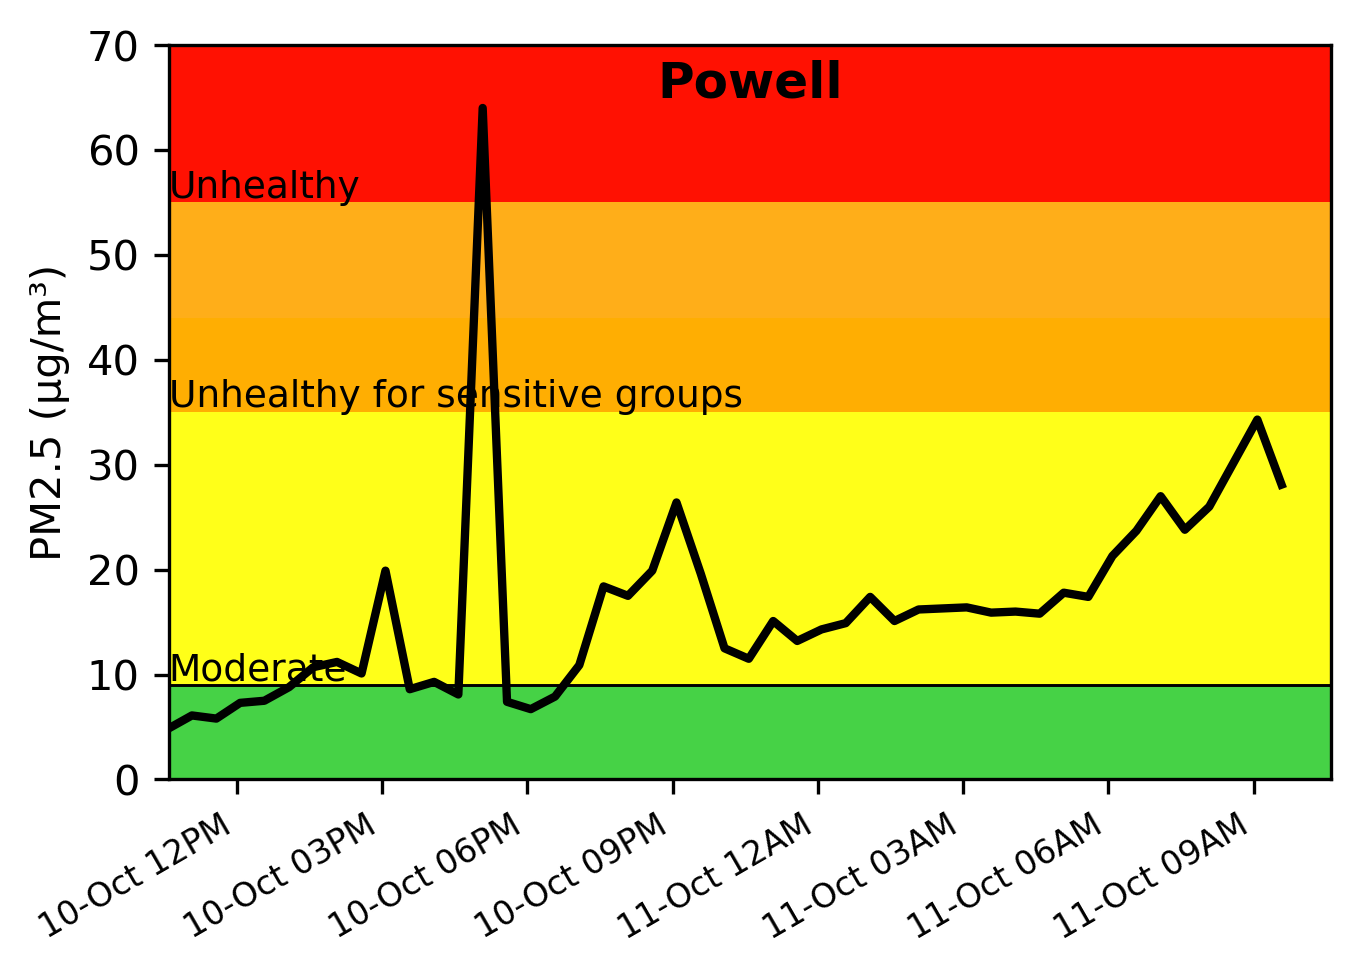 Powell
PM2.5 (µg/m³)
70
60
50
40
30
20
10
0
Unhealthy
Unhealthy for sensitive groups
Moderate
10-Oct 12PM
10-Oct 03PM
10-Oct 06PM
10-Oct 09PM
11-Oct 12AM
11-Oct 03AM
11-Oct 06AM
11-Oct 09AM